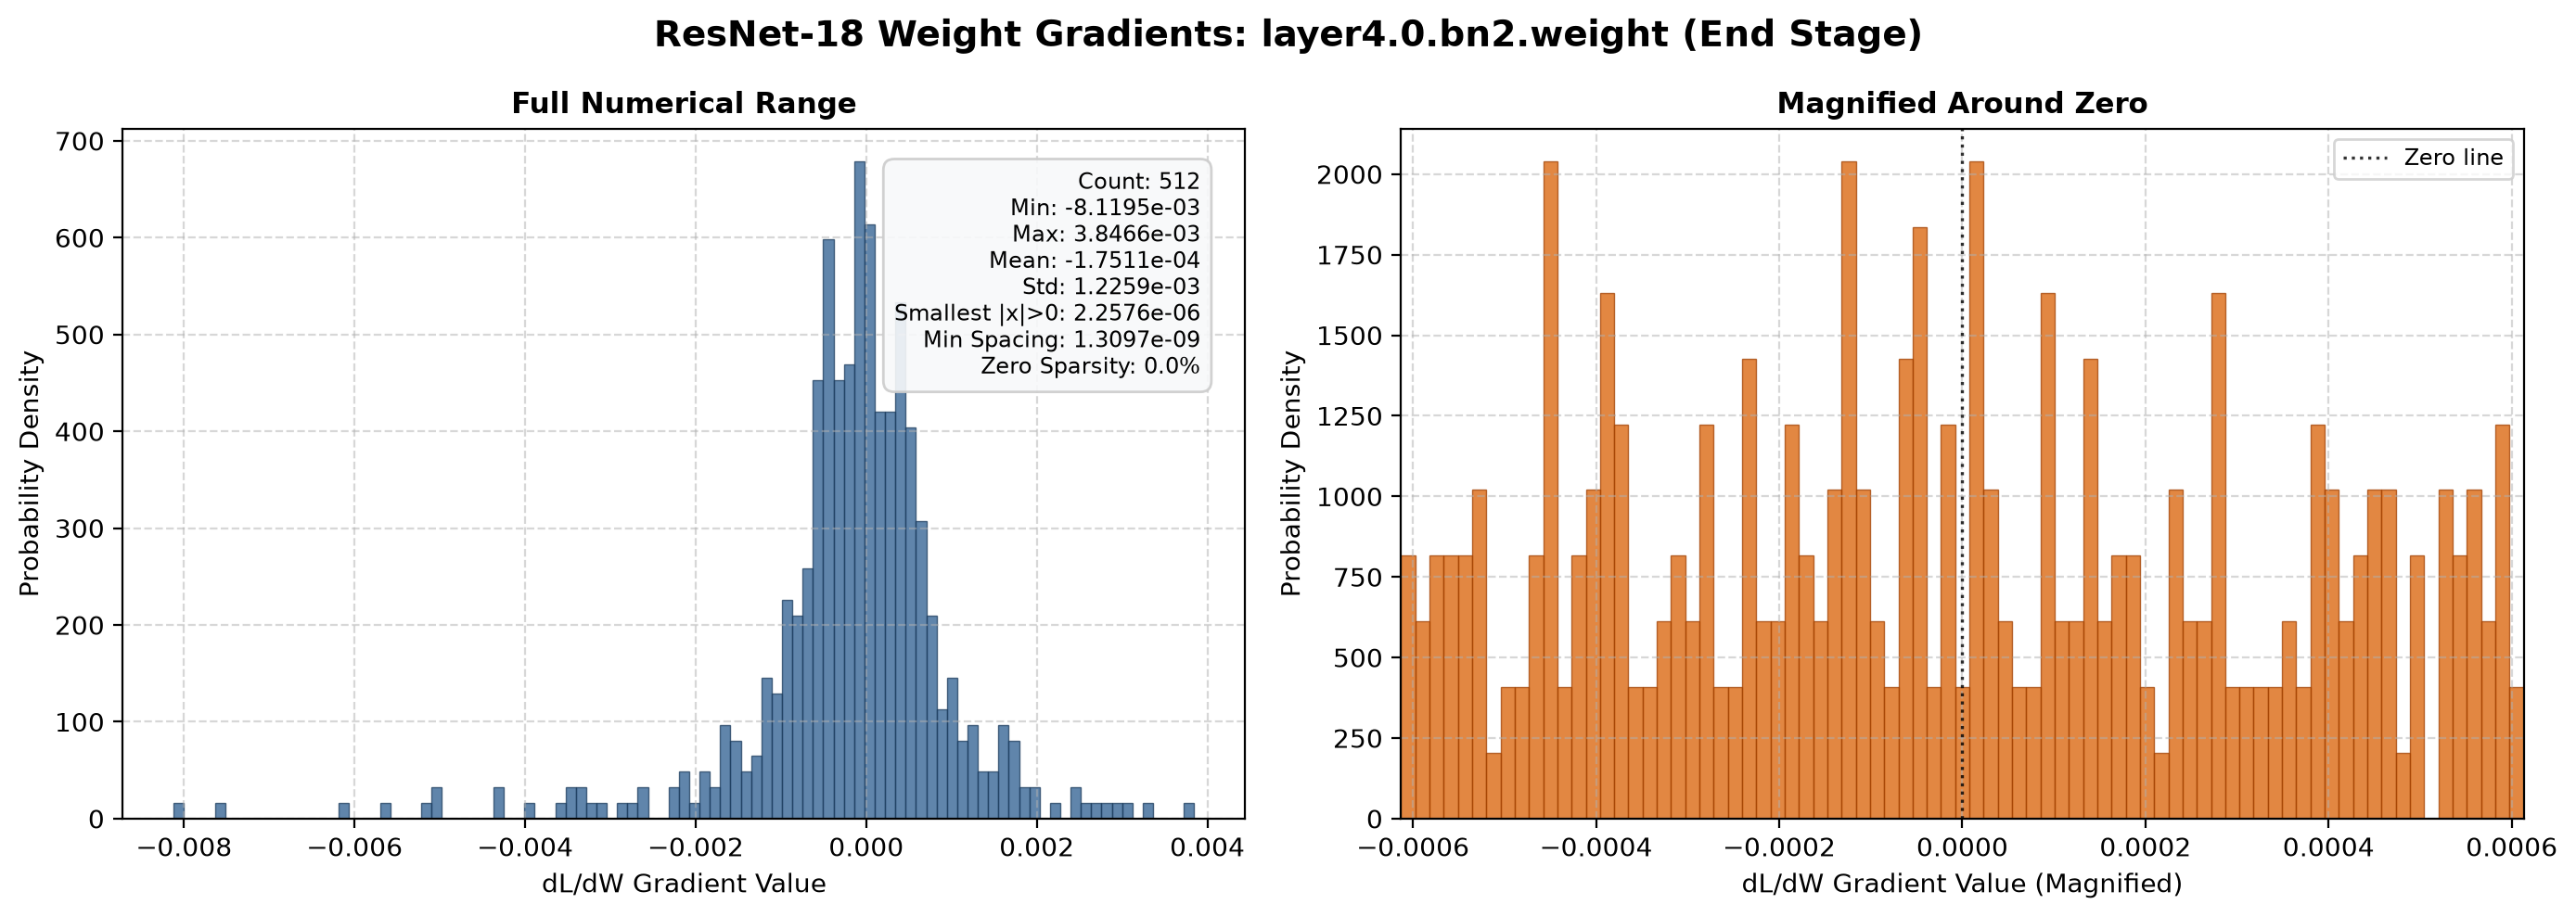 ResNet-18 Weight Gradients: layer4.0.bn2.weight (End Stage)
Full Numerical Range
700
600
500
400
300
200
100
0
Probability Density
Count: 512
Min: -8.1195e-03
Max: 3.8466e-03
Mean: -1.7511e-04
Std: 1.2259e-03
Smallest |x|>0: 2.2576e-06
Min Spacing: 1.3097e-09
Zero Sparsity: 0.0%
−0.008 −0.006 −0.004 −0.002 0.000 0.002 0.004
dL/dW Gradient Value
Magnified Around Zero
2000
1750
1500
1250
1000
750
500
250
0
Probability Density
Zero line
−0.0006 −0.0004 −0.0002 0.0000 0.0002 0.0004 0.0006
dL/dW Gradient Value (Magnified)